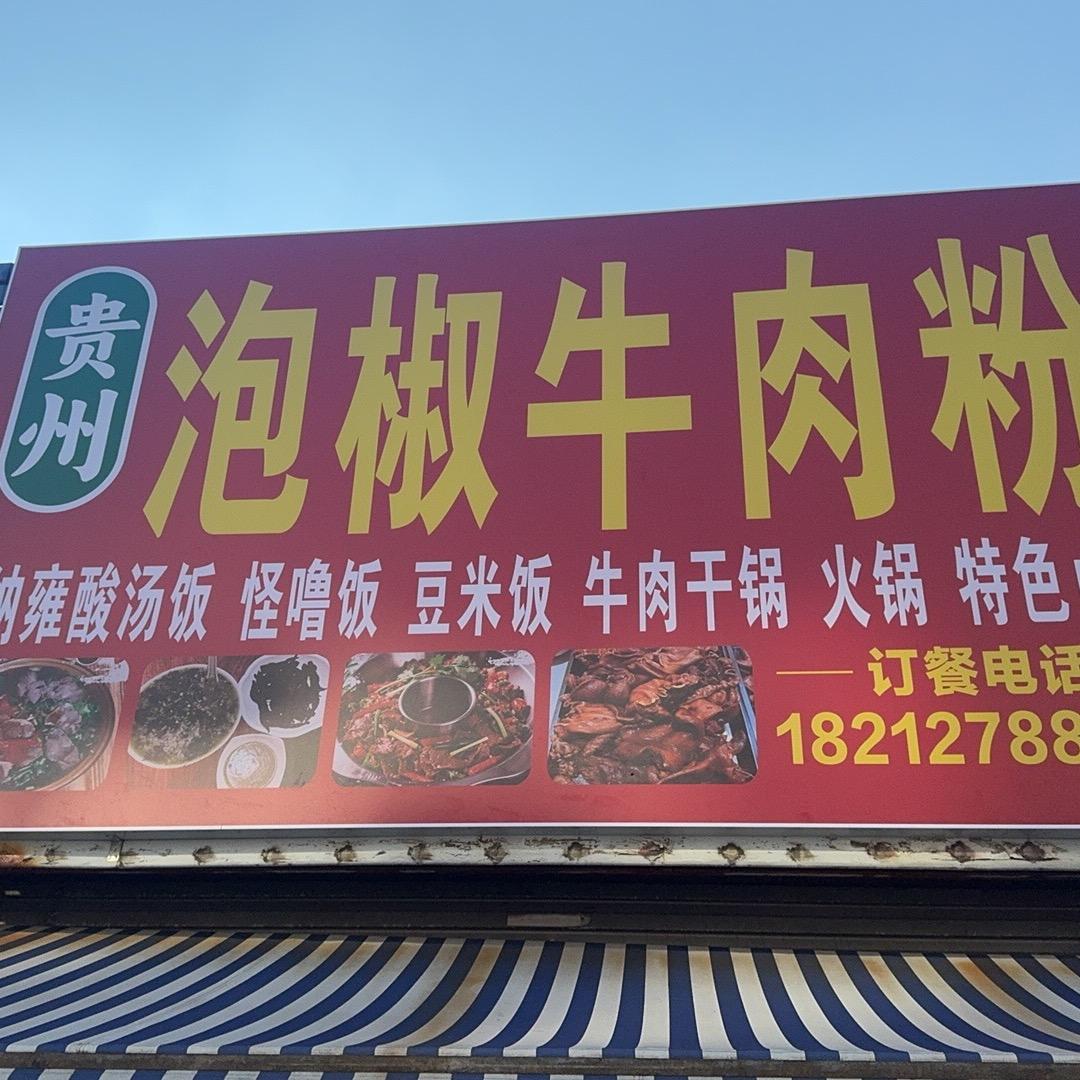 贵州
泡椒牛肉粉
纳雍酸汤饭 怪噜饭 豆米饭 牛肉干锅 火锅 特色
订餐电话
18212788